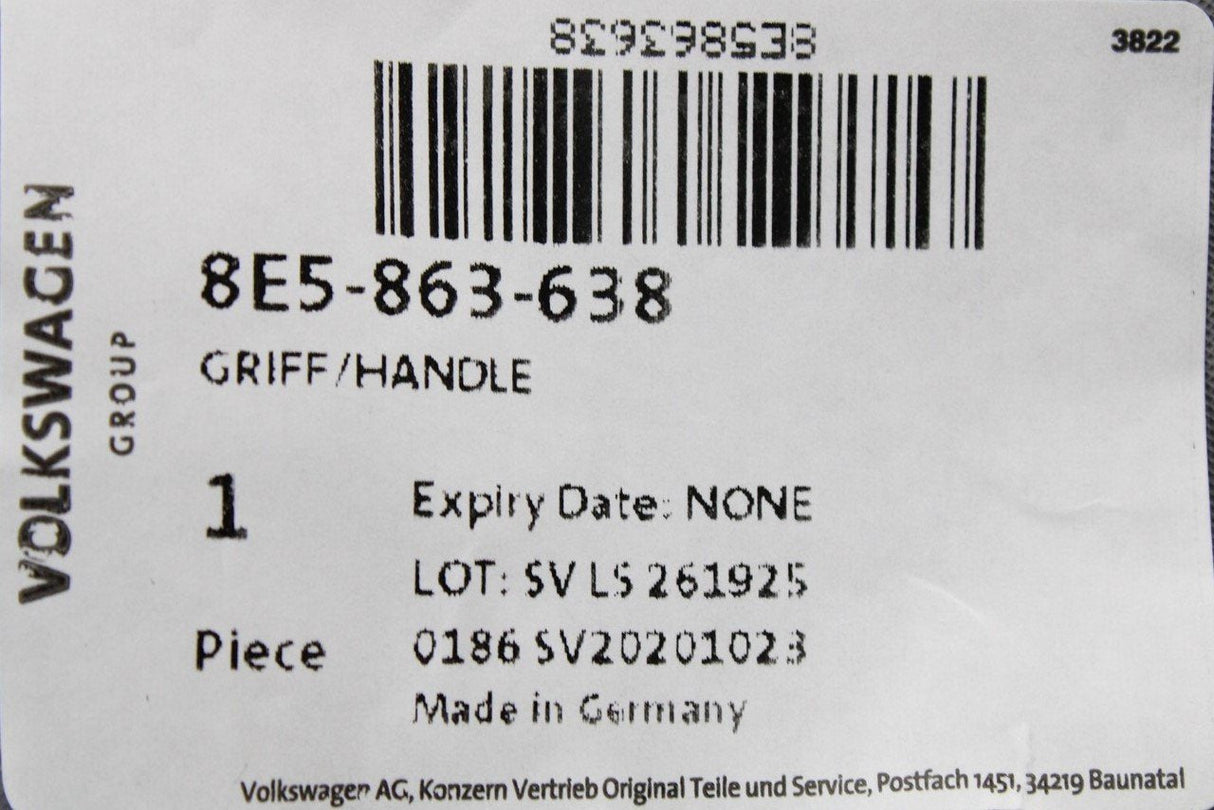 8E5863638
3822
8E5-863-638
GRIFF/HANDLE
1
Expiry Date: NONE
LOT: SV LS 261925
Piece
0186 SV20201023
Made in Germany
VOLKSWAGEN
GROUP
Volkswagen AG, Konzern Vertrieb Original Teile und Service, Postfach 1451, 34219 Baunatal